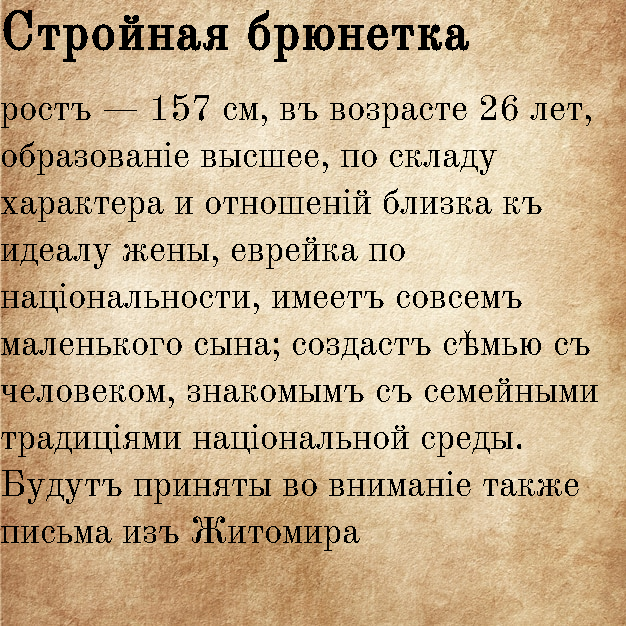 Стройная брюнетка
ростъ — 157 см, въ возрасте 26 лет,
образованіе высшее, по складу
характера и отношеній близка къ
идеалу жены, еврейка по
національности, имеетъ совсемъ
маленького сына; создастъ сѣмью съ
человеком, знакомымъ съ семейными
традиціями національной среды.
Будутъ приняты во вниманіе также
письма изъ Житомира